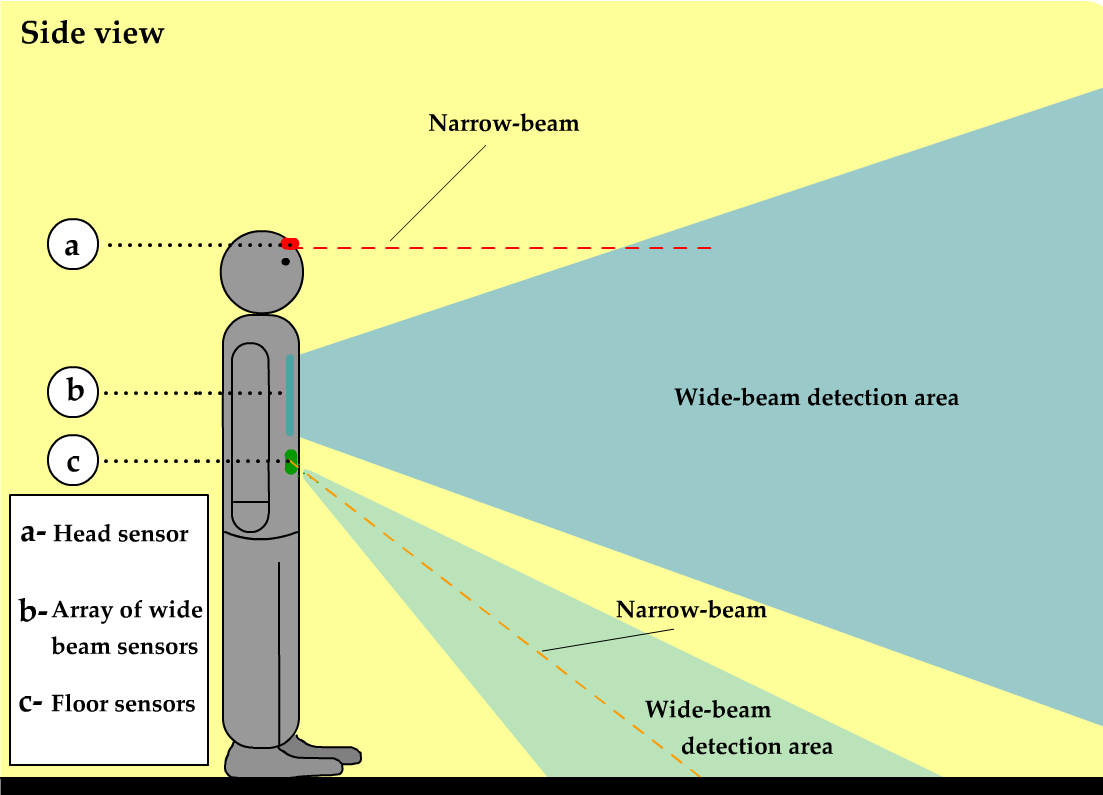 Side view
Narrow-beam
a
b
Wide-beam detection area
c
a- Head sensor
b- Array of wide
beam sensors
c- Floor sensors
Narrow-beam
Wide-beam
detection area